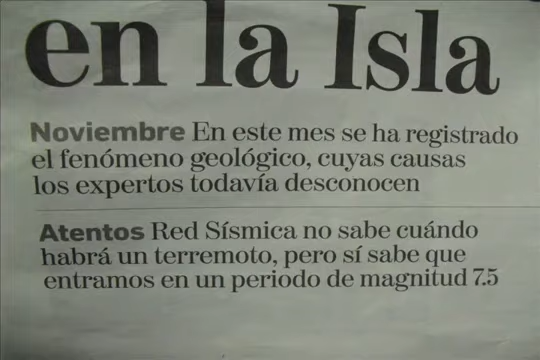 en la Isla
Noviembre En este mes se ha registrado
el fenómeno geológico, cuyas causas
los expertos todavía desconocen
Atentos Red Sísmica no sabe cuándo
habrá un terremoto, pero sí sabe que
entramos en un periodo de magnitud 7.5